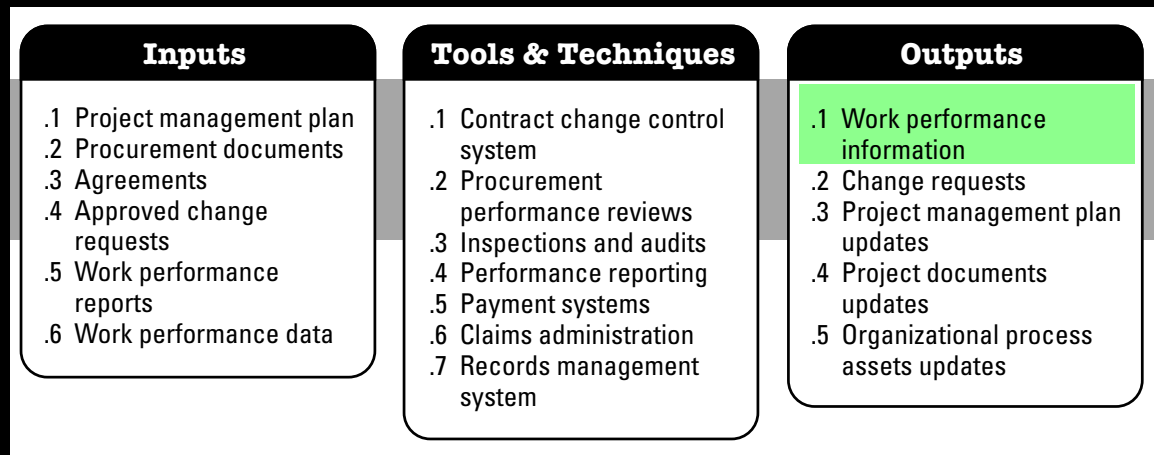 Inputs
.1 Project management plan
.2 Procurement documents
.3 Agreements
.4 Approved change
requests
.5 Work performance
reports
.6 Work performance data
Tools & Techniques
.1 Contract change control
system
.2 Procurement
performance reviews
.3 Inspections and audits
.4 Performance reporting
.5 Payment systems
.6 Claims administration
.7 Records management
system
Outputs
.1 Work performance
information
.2 Change requests
.3 Project management plan
updates
.4 Project documents
updates
.5 Organizational process
assets updates